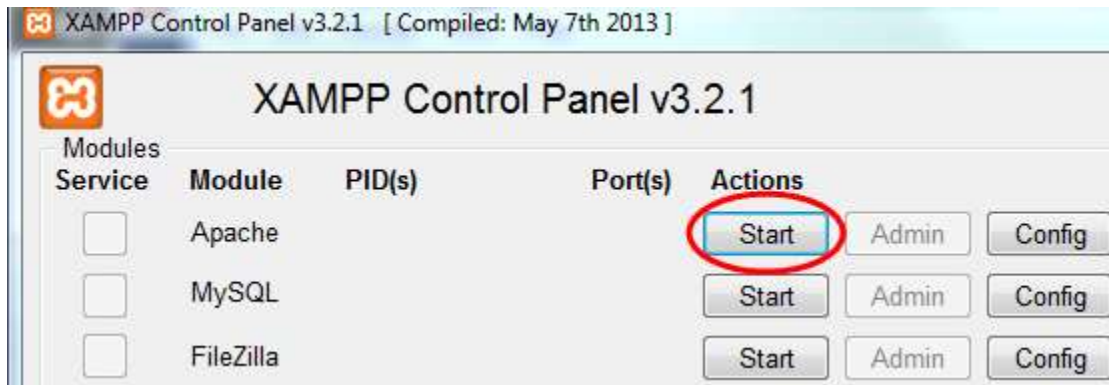 XAMPP Control Panel v3.2.1 [ Compiled: May 7th 2013 ]
XAMPP Control Panel v3.2.1
Modules
Service Module PID(s) Port(s) Actions
Apache Start Admin Config
MySQL Start Admin Config
FileZilla Start Admin Config